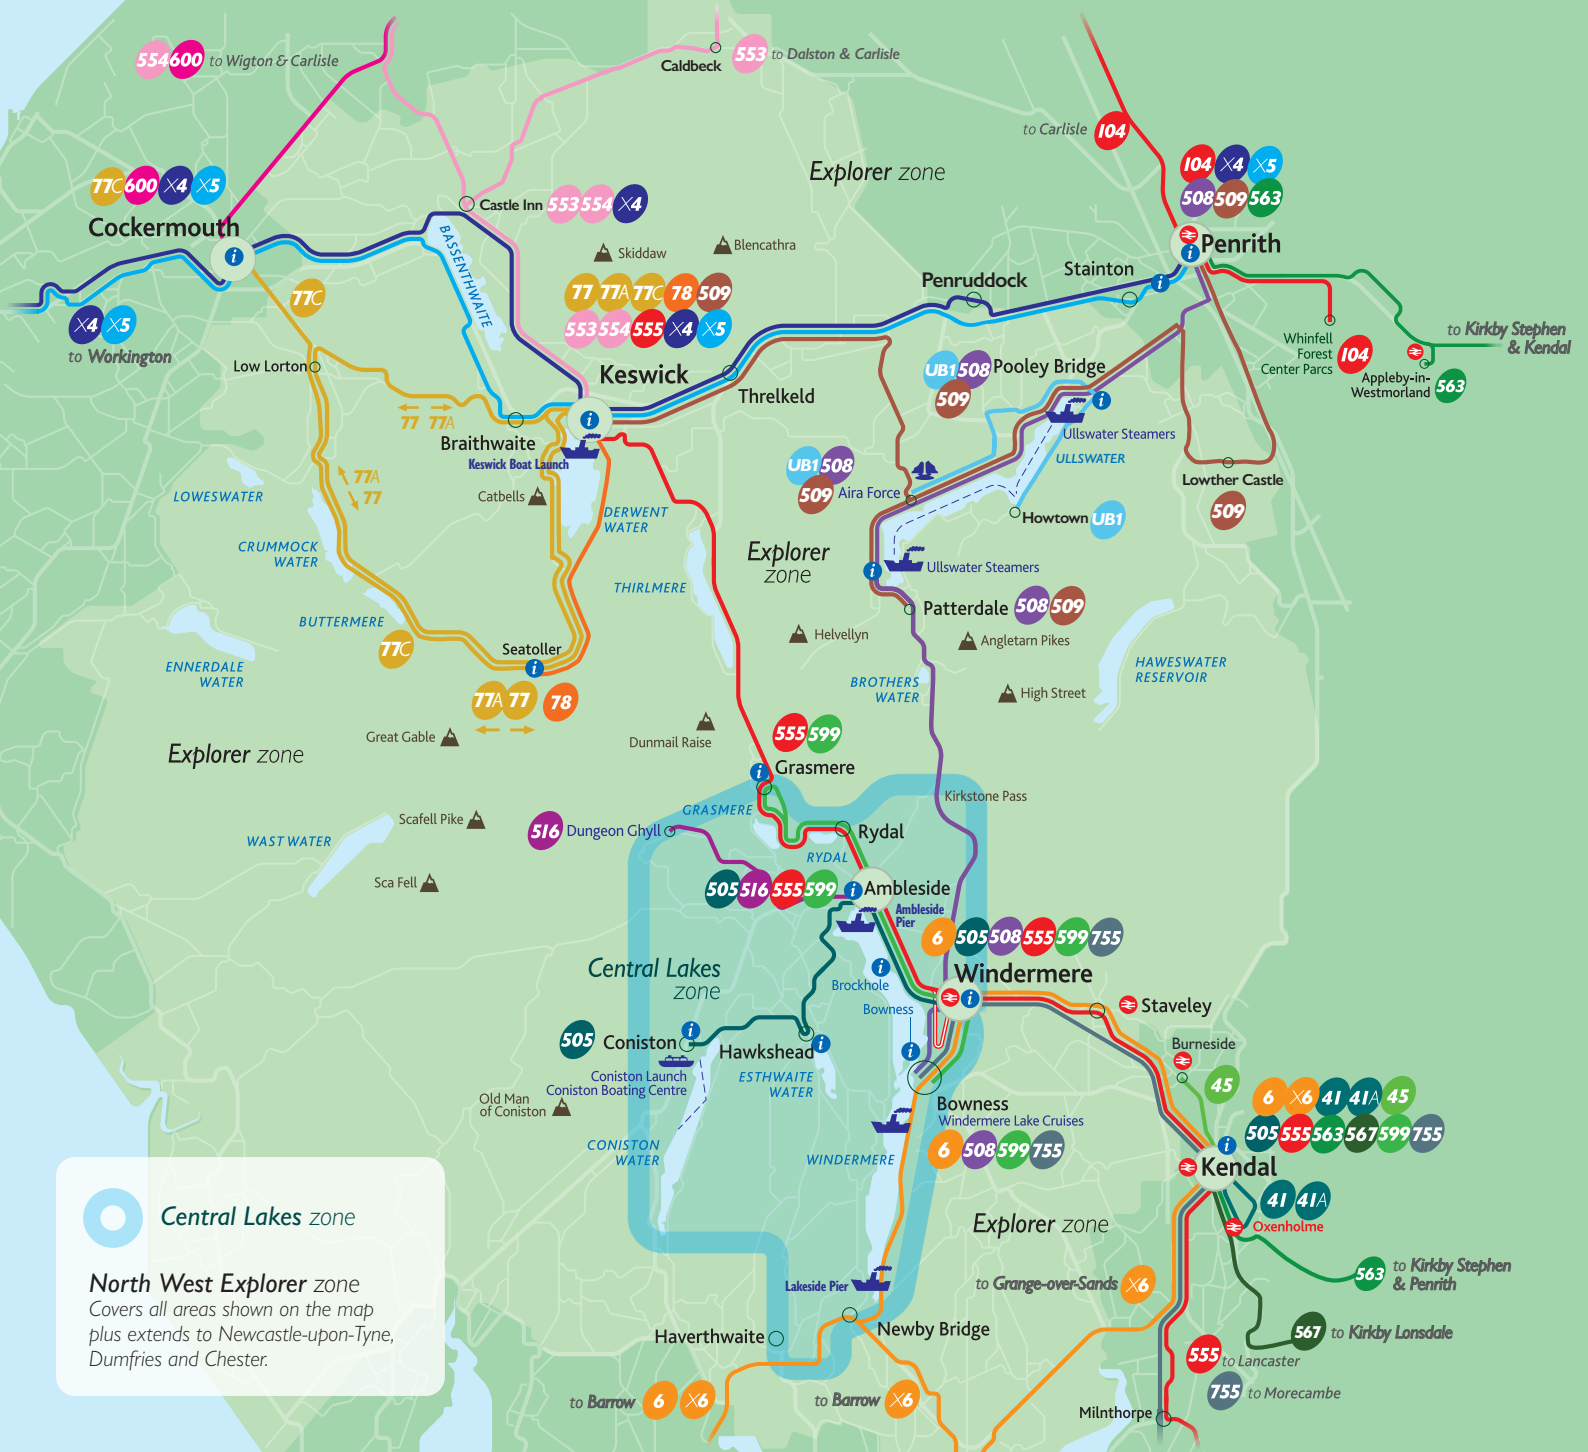 554 600 to Wigton & Carlisle
Caldbeck
553 to Dalston & Carlisle
to Carlisle 104
Explorer zone
77C 600 X4 X5
Cockermouth
i
Castle Inn 553 554 X4
BASSENTHWAITE
Skiddaw
Blencathra
77 77A 77C 78 509
553 554 555 X4 X5
Keswick
i
Keswick Boat Launch
104 X4 X5
508 509 563
Penrith
i
i
Stainton
Penruddock
Threlkeld
77C
X4 X5
to Workington
Low Lorton
77 77A
Braithwaite
Catbells
77A
77
LOWESWATER
CRUMMOCK
WATER
BUTTERMERE
ENNERDALE
WATER
DERWENT
WATER
THIRLMERE
77C
Seatoller
i
77A 77 78
Great Gable
Whinfell
Forest
Center Parcs
104
to Kirkby Stephen
& Kendal
Appleby-in-
Westmorland
563
UB1 508
509
Pooley Bridge
i
Ullswater Steamers
ULLSWATER
Lowther Castle
509
UB1 508
509 Aira Force
Howtown UB1
Explorer
zone
i
Ullswater Steamers
Patterdale 508 509
Helvellyn
Angletarn Pikes
BROTHERS
WATER
High Street
HAWESWATER
RESERVOIR
Explorer zone
Dunmail Raise
555 599
i
Grasmere
GRASMERE
Kirkstone Pass
Scafell Pike
WAST WATER
Sca Fell
516 Dungeon Ghyll
Rydal
RYDAL
505 516 555 599
i
Ambleside
Ambleside
Pier
6 505 508 555 599 755
Windermere
i
Central Lakes
zone
i
Brockhole
Bowness
i
Staveley
Burneside
45
505 Coniston
i
Hawkshead
i
Coniston Launch
Coniston Boating Centre
ESTHWAITE
WATER
Old Man
of Coniston
CONISTON
WATER
WINDERMERE
Bowness
Windermere Lake Cruises
6 508 599 755
6 X6 41 41A 45
505 555 563 567 599 755
i
Kendal
41 41A
Oxenholme
Explorer zone
to Grange-over-Sands X6
563 to Kirkby Stephen
& Penrith
567 to Kirkby Lonsdale
555 to Lancaster
755 to Morecambe
Milnthorpe
Lakeside Pier
Newby Bridge
Haverthwaite
to Barrow 6 X6
to Barrow X6
Central Lakes zone
North West Explorer zone
Covers all areas shown on the map
plus extends to Newcastle-upon-Tyne,
Dumfries and Chester.